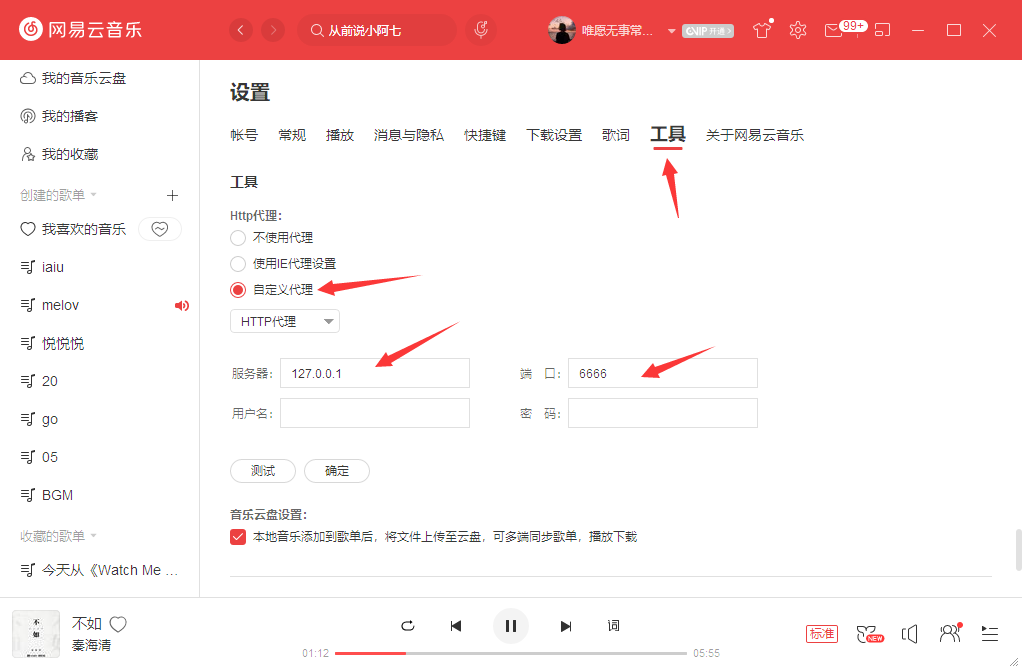 网易云音乐
从前说小阿七
唯愿无事常...
VIP 开通
99+
我的音乐云盘
我的播客
我的收藏
创建的歌单
我喜欢的音乐
iaiu
melov
悦悦悦
20
go
05
BGM
收藏的歌单
今天从《Watch Me ...
设置
帐号 常规 播放 消息与隐私 快捷键 下载设置 歌词 工具 关于网易云音乐
工具
Http代理：
不使用代理
使用IE代理设置
自定义代理
HTTP代理
服务器： 127.0.0.1 端 口： 6666
用户名： 密 码：
测试 确定
音乐云盘设置：
本地音乐添加到歌单后，将文件上传至云盘，可多端同步歌单，播放下载
不如
不如
秦海清
词
01:12 05:55
标准
NEW